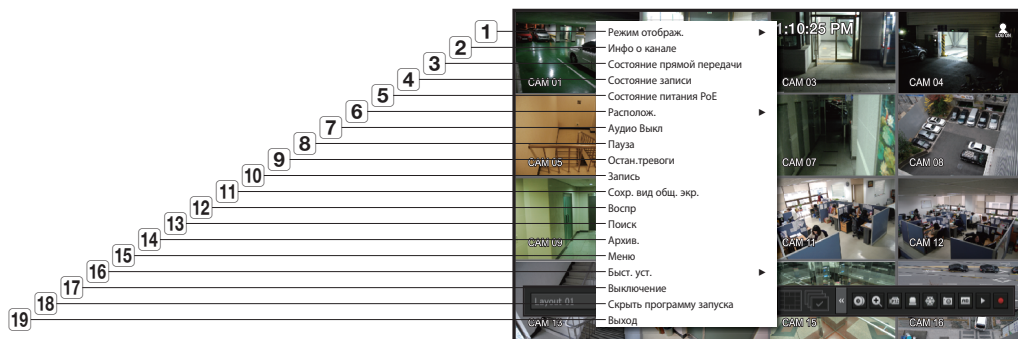 1 Режим отображ. 1:10:25 PM LOG ON
2 Инфо о канале
3 Состояние прямой передачи
4 Состояние записи
CAM 01 CAM 03 CAM 04
5 Состояние питания PoE
6 Располож.
7 Аудио Выкл
8 Пауза
9 Остан.тревоги
CAM 05 CAM 07 CAM 08
10 Запись
11 Сохр. вид общ. экр.
12 Воспр
13 Поиск
14 Архив.
CAM 09 CAM 11 CAM 12
15 Меню
16 Быст. уст.
17 Выключение
18 Скрыть программу запуска
Layout_01
19 Выход
CAM 13 CAM 15 CAM 16